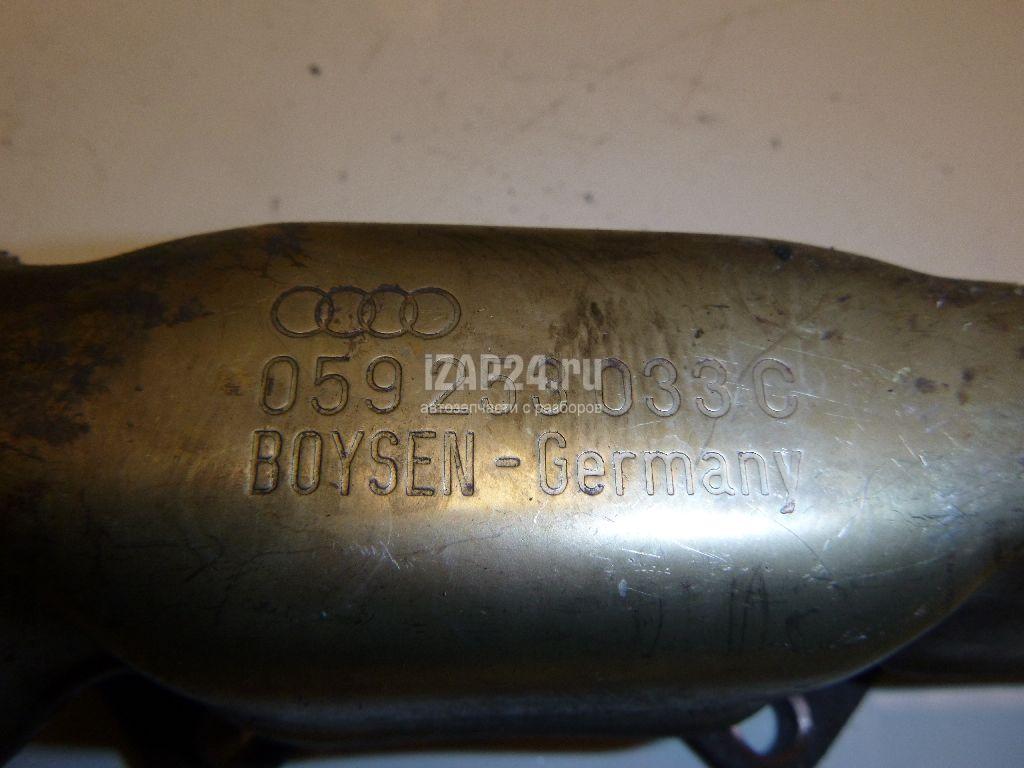 059 253 033 C
BOYSEN - Germany
iZAP24.ru
автозапчасти с разборов